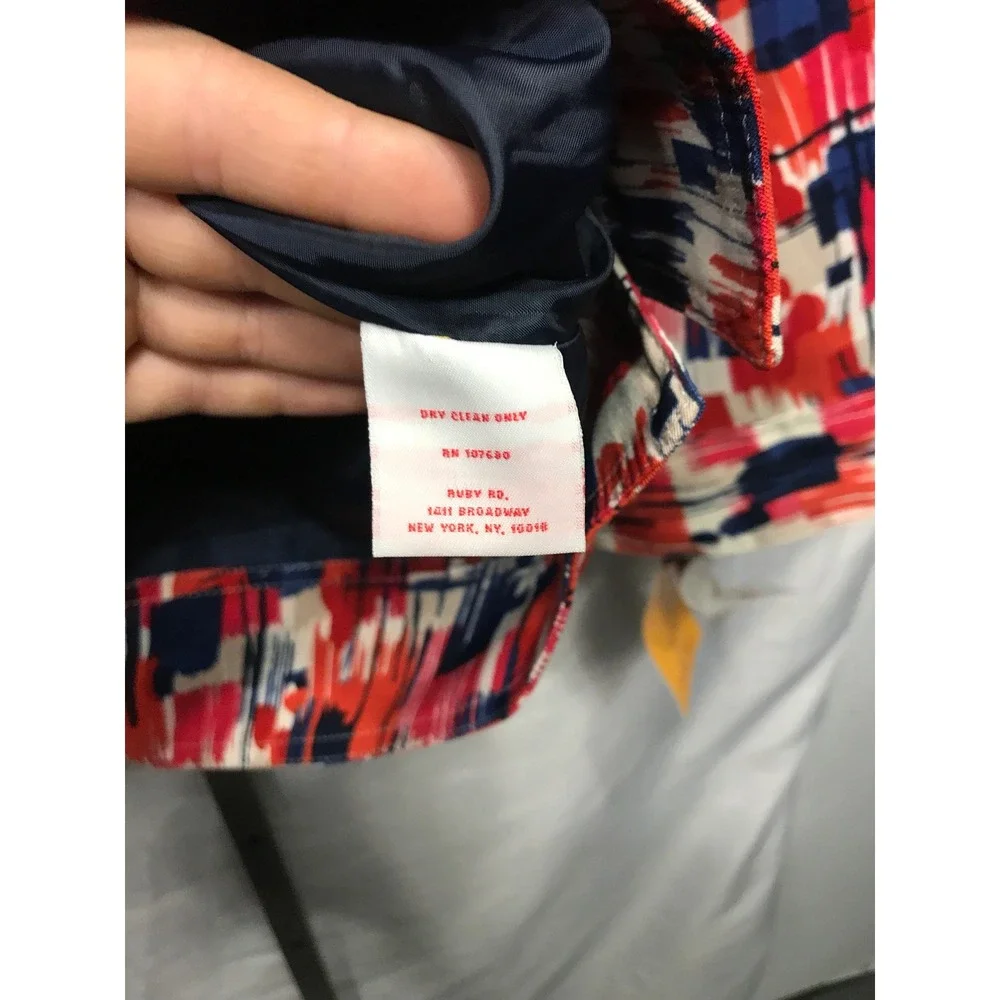 DRY CLEAN ONLY
RN 107680
RUBY RD.
1411 BROADWAY
NEW YORK, NY, 10018